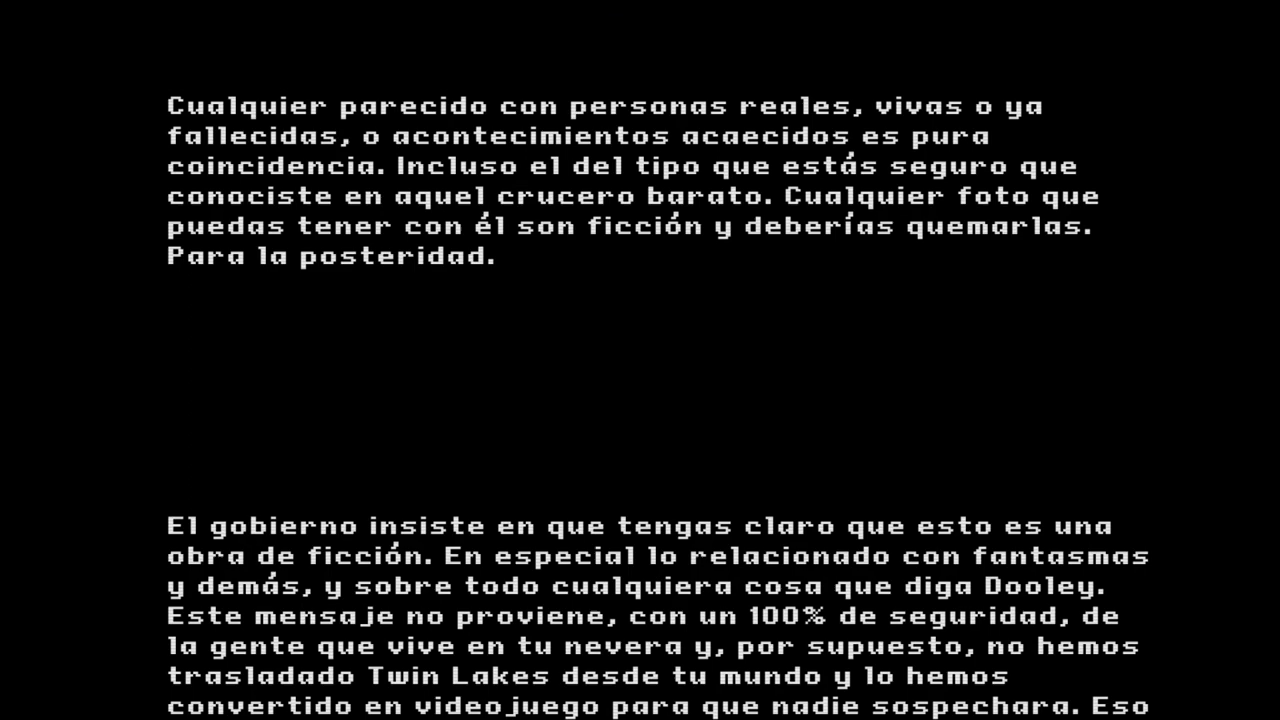 Cualquier parecido con personas reales, vivas o ya
fallecidas, o acontecimientos acaecidos es pura
coincidencia. Incluso el del tipo que estás seguro que
conociste en aquel crucero barato. Cualquier foto que
puedas tener con él son ficción y deberías quemarlas.
Para la posteridad.
El gobierno insiste en que tengas claro que esto es una
obra de ficción. En especial lo relacionado con fantasmas
y demás, y sobre todo cualquiera cosa que diga Dooley.
Este mensaje no proviene, con un 100% de seguridad, de
la gente que vive en tu nevera y, por supuesto, no hemos
trasladado Twin Lakes desde tu mundo y lo hemos
convertido en videojuego para que nadie sospechara. Eso